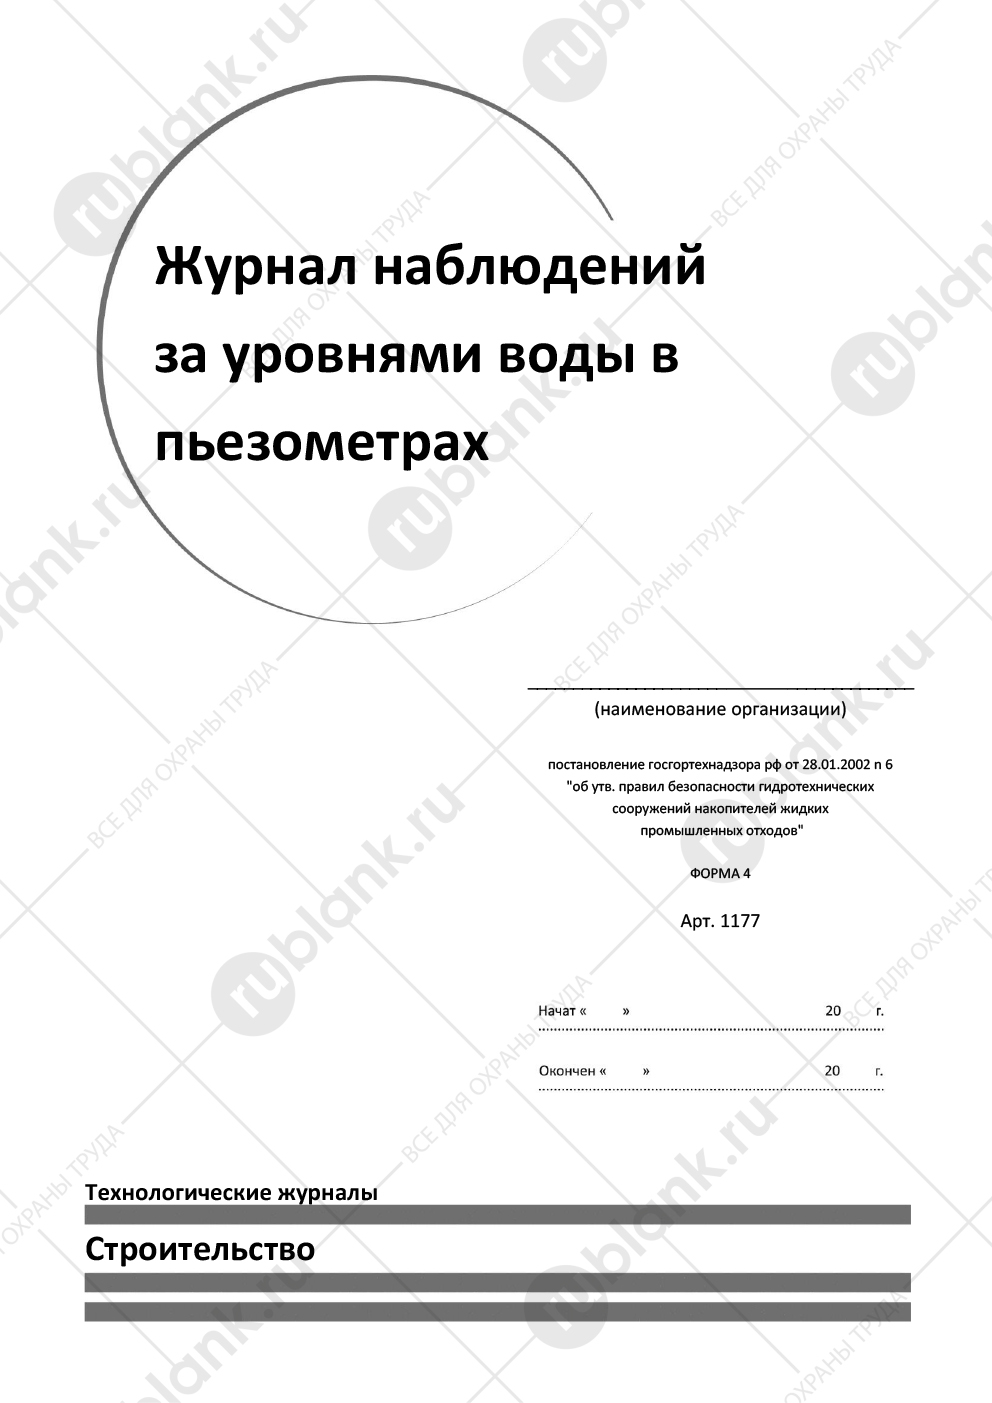 Журнал наблюдений
за уровнями воды в
пьезометрах
(наименование организации)
постановление госгортехнадзора рф от 28.01.2002 n 6
"об утв. правил безопасности гидротехнических
сооружений накопителей жидких
промышленных отходов"
ФОРМА 4
Арт. 1177
Начат « » 20 г.
Окончен « » 20 г.
Технологические журналы
Строительство
rublank.ru
ВСЕ ДЛЯ ОХРАНЫ ТРУДА